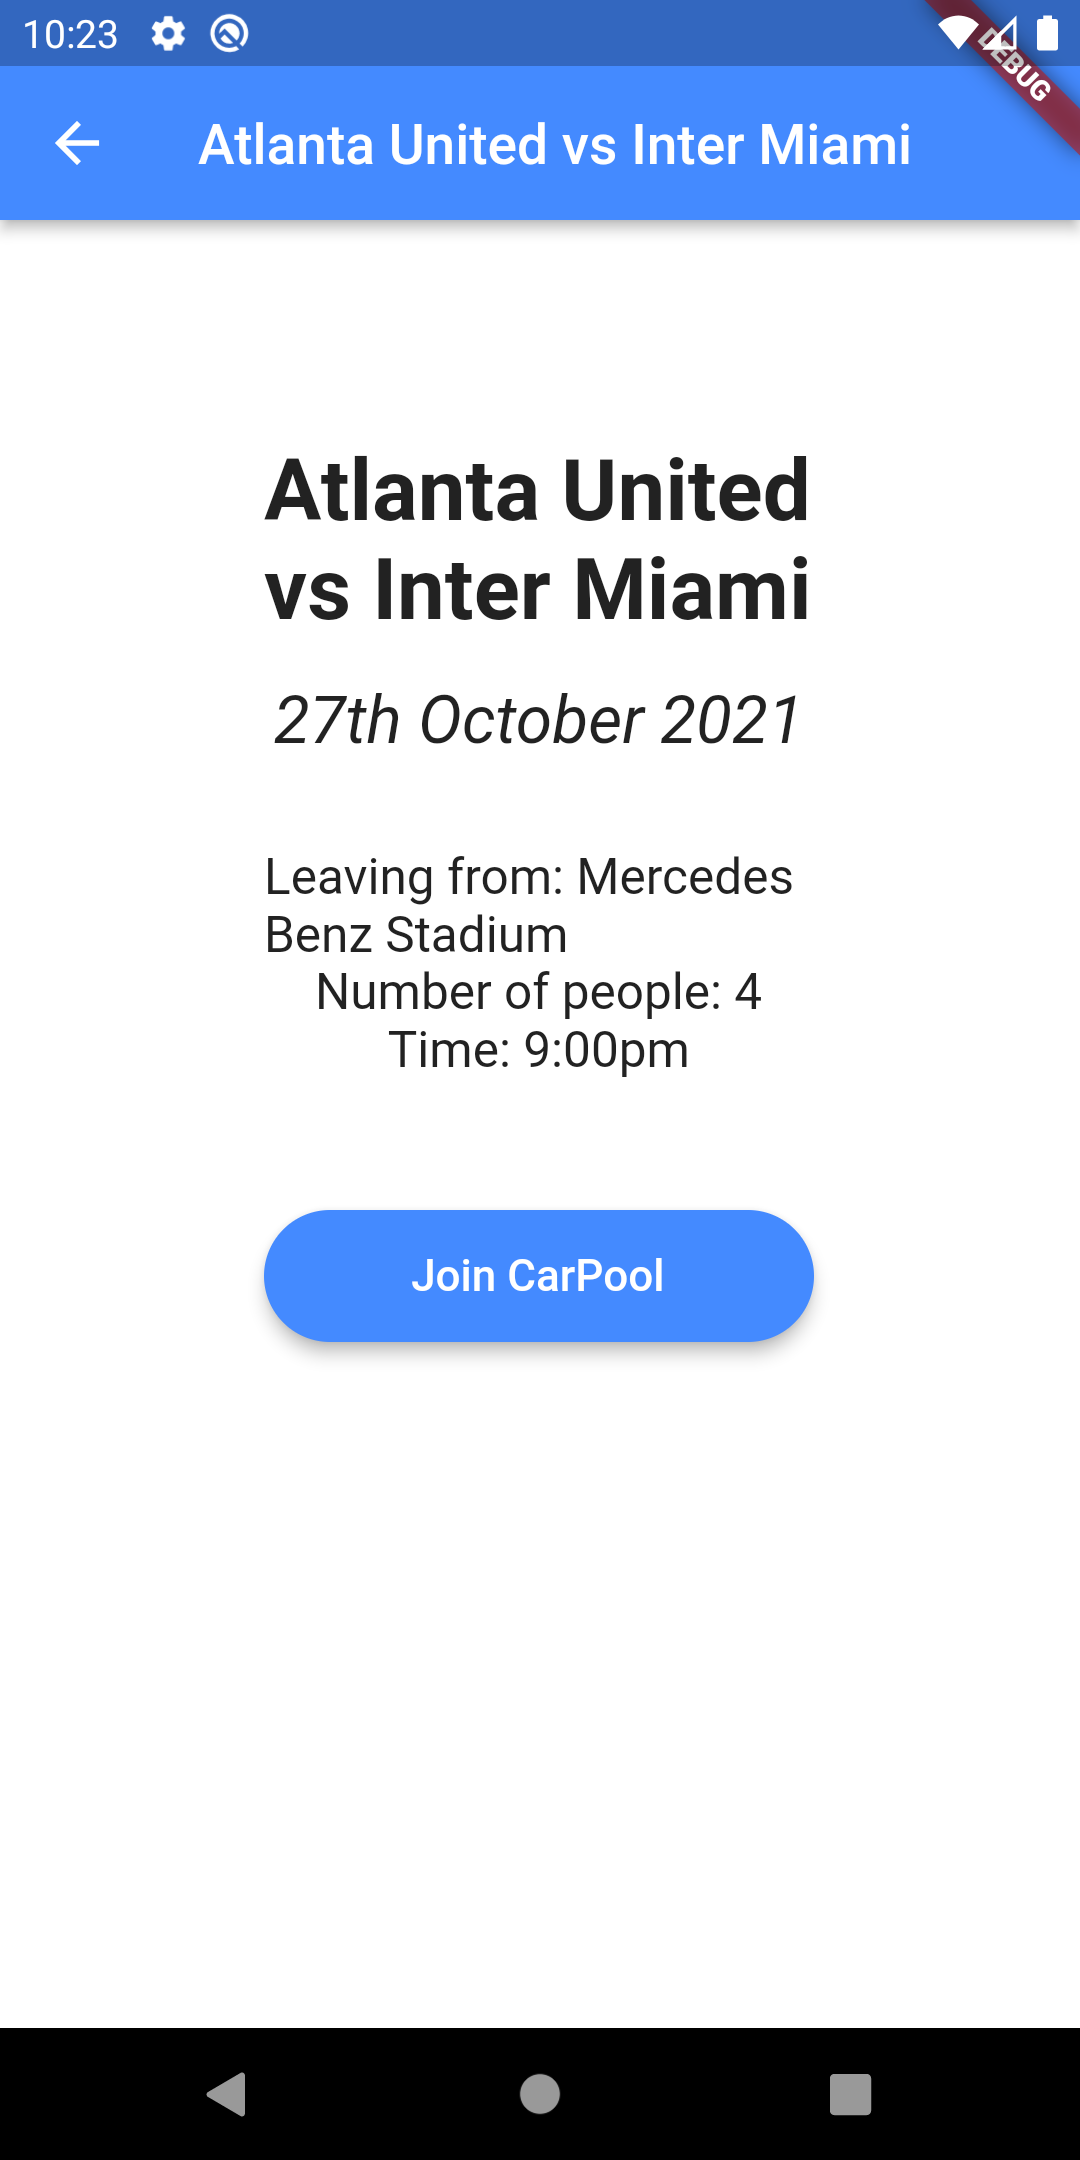 10:23
DEBUG
Atlanta United vs Inter Miami
Atlanta United
vs Inter Miami
27th October 2021
Leaving from: Mercedes
Benz Stadium
Number of people: 4
Time: 9:00pm
Join CarPool